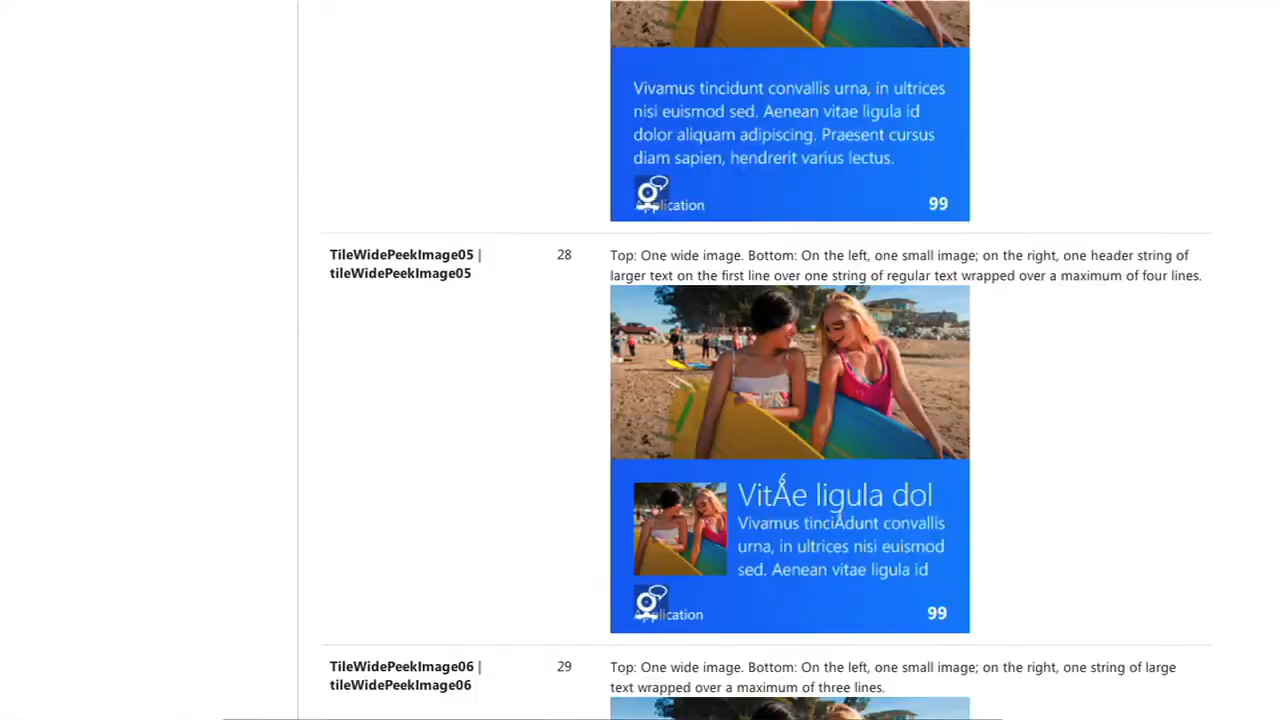 Vivamus tincidunt convallis urna, in ultrices
nisi euismod sed. Aenean vitae ligula id
dolor aliquam adipiscing. Praesent cursus
diam sapien, hendrerit varius lectus.
Application 99
TileWidePeekImage05 |
tileWidePeekImage05
28
Top: One wide image. Bottom: On the left, one small image; on the right, one header string of
larger text on the first line over one string of regular text wrapped over a maximum of four lines.
VitÅe ligula dol
Vivamus tinciÅdunt convallis
urna, in ultrices nisi euismod
sed. Aenean vitae ligula id
Application 99
TileWidePeekImage06 |
tileWidePeekImage06
29
Top: One wide image. Bottom: On the left, one small image; on the right, one string of large
text wrapped over a maximum of three lines.